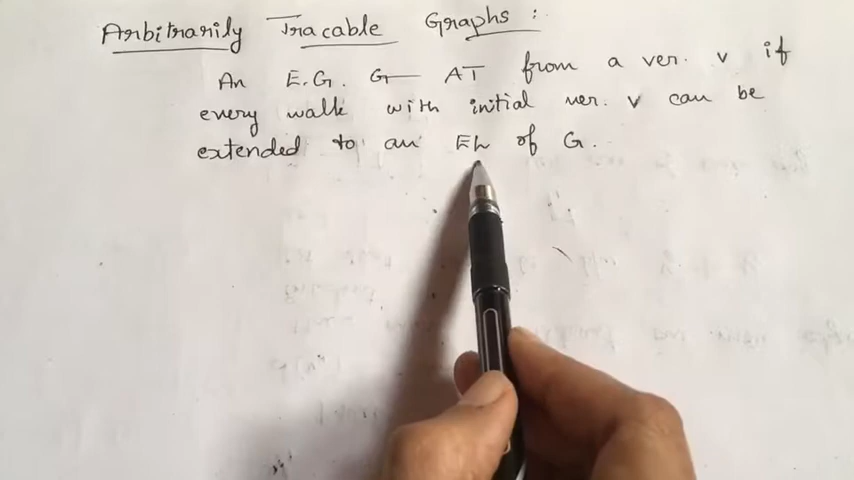 Arbitrarily Tracable Graphs :
An E.G. G — AT from a ver. v if
every walk with initial ver. v can be
extended to an EL of G.